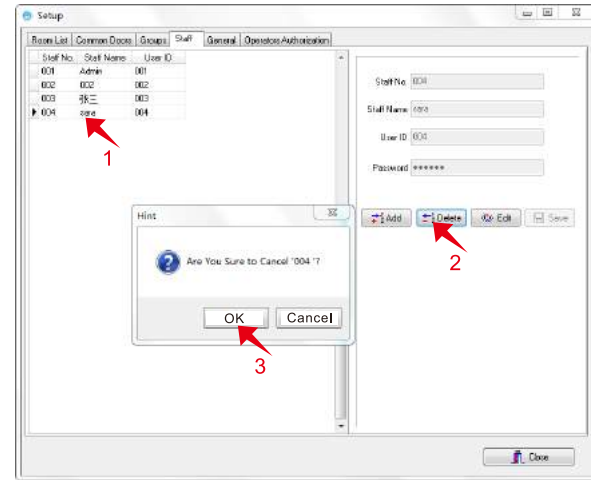 Setup
Room List Common Doors Groups Staff General Operators Authorization
Staff No. Staff Name User ID
001 Admin 001
002 002 002
003 张三 003
004 sara 004
Staff No. 004
Staff Name sara
User ID 004
Password ******
Add Delete Edit Save
1
2
Hint
Are You Sure to Cancel '004 '?
OK Cancel
3
Close